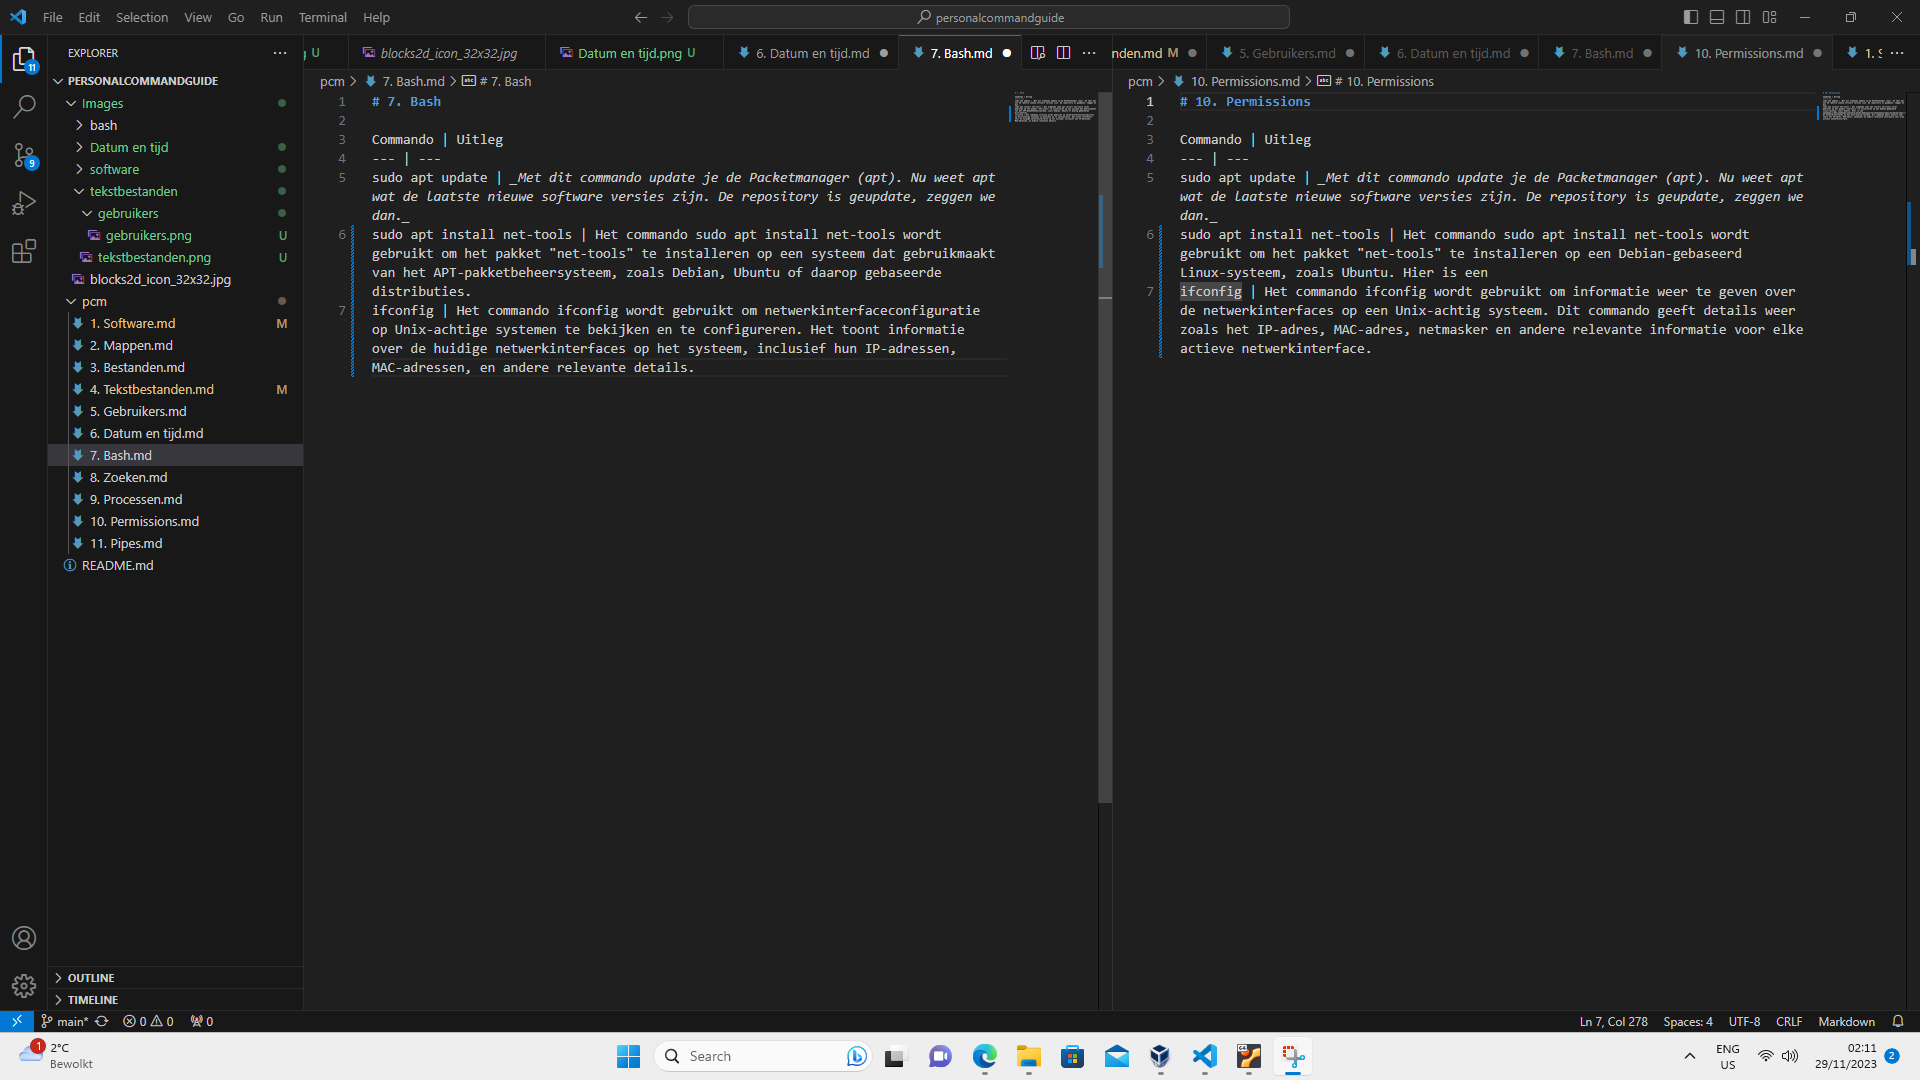 File Edit Selection View Go Run Terminal Help
personalcommandguide
EXPLORER
PERSONALCOMMANDGUIDE
Images
bash
Datum en tijd
software
tekstbestanden
gebruikers
gebruikers.png U
tekstbestanden.png U
blocks2d_icon_32x32.jpg
pcm
1. Software.md M
2. Mappen.md
3. Bestanden.md
4. Tekstbestanden.md M
5. Gebruikers.md
6. Datum en tijd.md
7. Bash.md
8. Zoeken.md
9. Processen.md
10. Permissions.md
11. Pipes.md
README.md
OUTLINE
TIMELINE
11
9
U blocks2d_icon_32x32.jpg Datum en tijd.png U 6. Datum en tijd.md 7. Bash.md
pcm > 7. Bash.md > # 7. Bash
1 # 7. Bash
2
3 Commando | Uitleg
4 --- | ---
5 sudo apt update | _Met dit commando update je de Packetmanager (apt). Nu weet apt
wat de laatste nieuwe software versies zijn. De repository is geupdate, zeggen we
dan._
6 sudo apt install net-tools | Het commando sudo apt install net-tools wordt
gebruikt om het pakket "net-tools" te installeren op een systeem dat gebruikmaakt
van het APT-pakketbeheersysteem, zoals Debian, Ubuntu of daarop gebaseerde
distributies.
7 ifconfig | Het commando ifconfig wordt gebruikt om netwerkinterfaceconfiguratie
op Unix-achtige systemen te bekijken en te configureren. Het toont informatie
over de huidige netwerkinterfaces op het systeem, inclusief hun IP-adressen,
MAC-adressen, en andere relevante details.
nden.md M 5. Gebruikers.md 6. Datum en tijd.md 7. Bash.md 10. Permissions.md 1. S
pcm > 10. Permissions.md > # 10. Permissions
1 # 10. Permissions
2
3 Commando | Uitleg
4 --- | ---
5 sudo apt update | _Met dit commando update je de Packetmanager (apt). Nu weet apt
wat de laatste nieuwe software versies zijn. De repository is geupdate, zeggen we
dan._
6 sudo apt install net-tools | Het commando sudo apt install net-tools wordt
gebruikt om het pakket "net-tools" te installeren op een Debian-gebaseerd
Linux-systeem, zoals Ubuntu. Hier is een
7 ifconfig | Het commando ifconfig wordt gebruikt om informatie weer te geven over
de netwerkinterfaces op een Unix-achtig systeem. Dit commando geeft details weer
zoals het IP-adres, MAC-adres, netmasker en andere relevante informatie voor elke
actieve netwerkinterface.
main* 0 0 0
Ln 7, Col 278 Spaces: 4 UTF-8 CRLF Markdown
1
2°C
Bewolkt
Search
ENG
US
02:11
29/11/2023
2